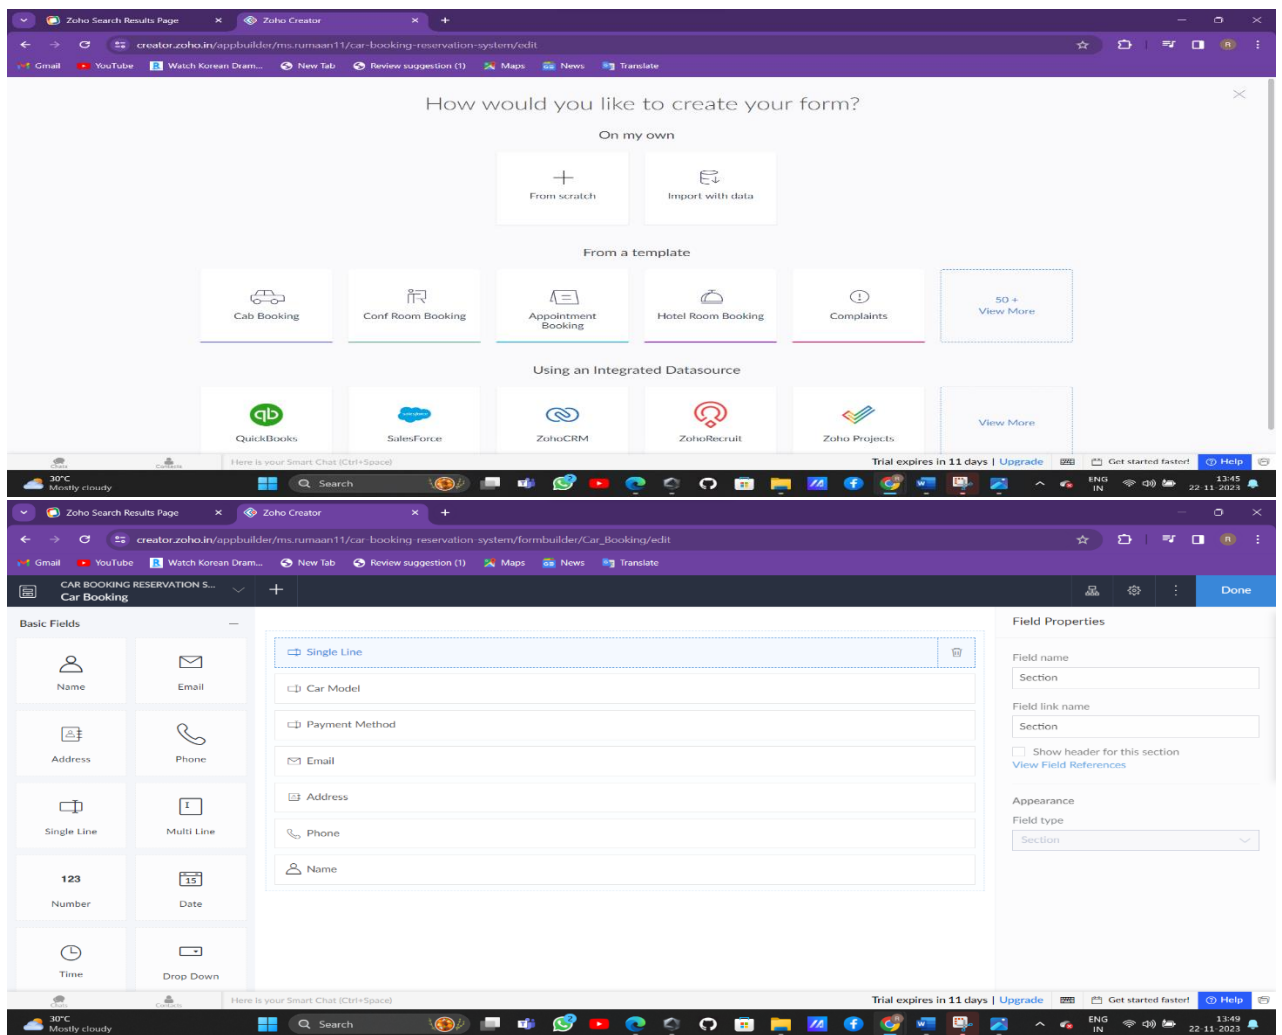 Zoho Search Results Page
Zoho Creator
creator.zoho.in/appbuilder/ms.rumaan11/car-booking-reservation-system/edit
Gmail YouTube Watch Korean Dram... New Tab Review suggestion (1) Maps News Translate
How would you like to create your form?
On my own
From scratch Import with data
From a template
Cab Booking Conf Room Booking Appointment Booking Hotel Room Booking Complaints 50 + View More
Using an Integrated Datasource
QuickBooks SalesForce ZohoCRM ZohoRecruit Zoho Projects View More
Chats Contacts Here is your Smart Chat (Ctrl+Space) Trial expires in 11 days | Upgrade Get started faster! Help
30°C
Mostly cloudy
Search
ENG
IN
13:45
22-11-2023
Zoho Search Results Page
Zoho Creator
creator.zoho.in/appbuilder/ms.rumaan11/car-booking-reservation-system/formbuilder/Car_Booking/edit
Gmail YouTube Watch Korean Dram... New Tab Review suggestion (1) Maps News Translate
CAR BOOKING RESERVATION S...
Car Booking
Done
Basic Fields
Name Email
Address Phone
Single Line Multi Line
123
Number
15
Date
Time Drop Down
Single Line
Car Model
Payment Method
Email
Address
Phone
Name
Field Properties
Field name
Section
Field link name
Section
Show header for this section
View Field References
Appearance
Field type
Section
Chats Contacts Here is your Smart Chat (Ctrl+Space) Trial expires in 11 days | Upgrade Get started faster! Help
30°C
Mostly cloudy
Search
ENG
IN
13:49
22-11-2023